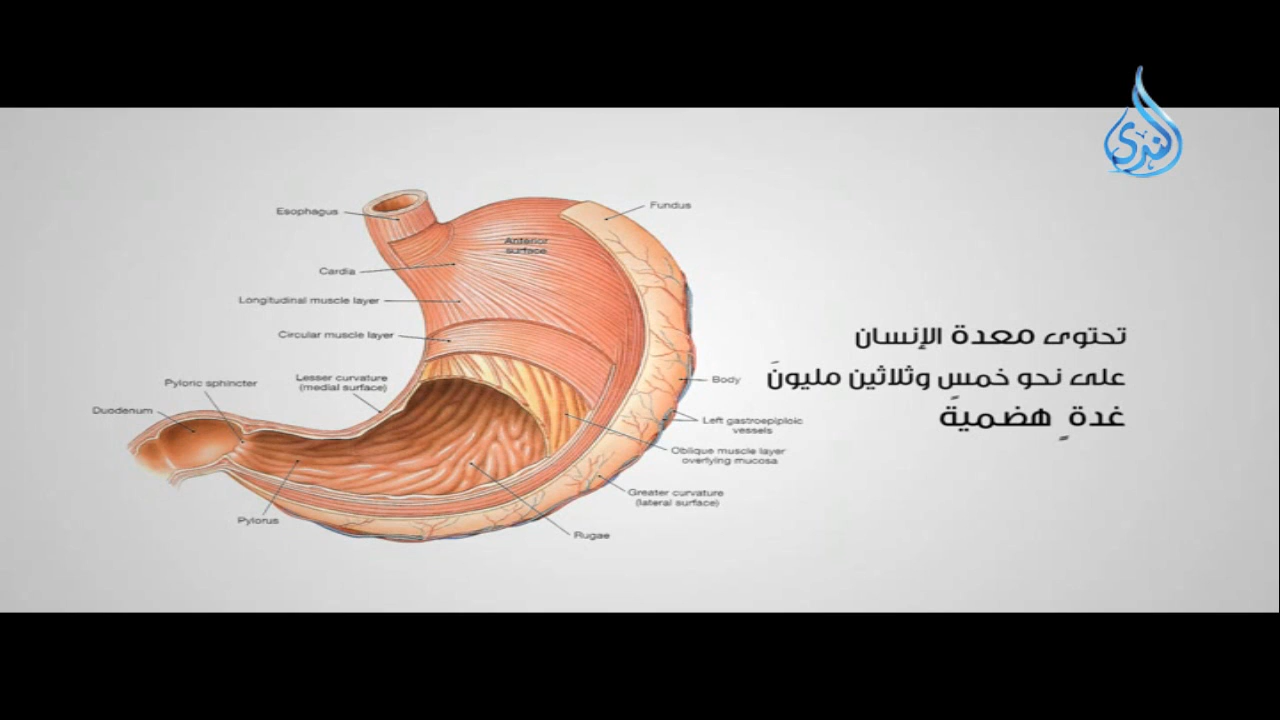 الندى
Esophagus
Fundus
Anterior
surface
Cardia
Longitudinal muscle layer
Circular muscle layer
Lesser curvature
(medial surface)
Pyloric sphincter
Duodenum
Body
Left gastroepiploic
vessels
Oblique muscle layer
overlying mucosa
Greater curvature
(lateral surface)
Pylorus
Rugae
تحتوى معدة الإنسان
على نحو خمسٍ وثلاثين مليونَ
غدةٍ هضميةً